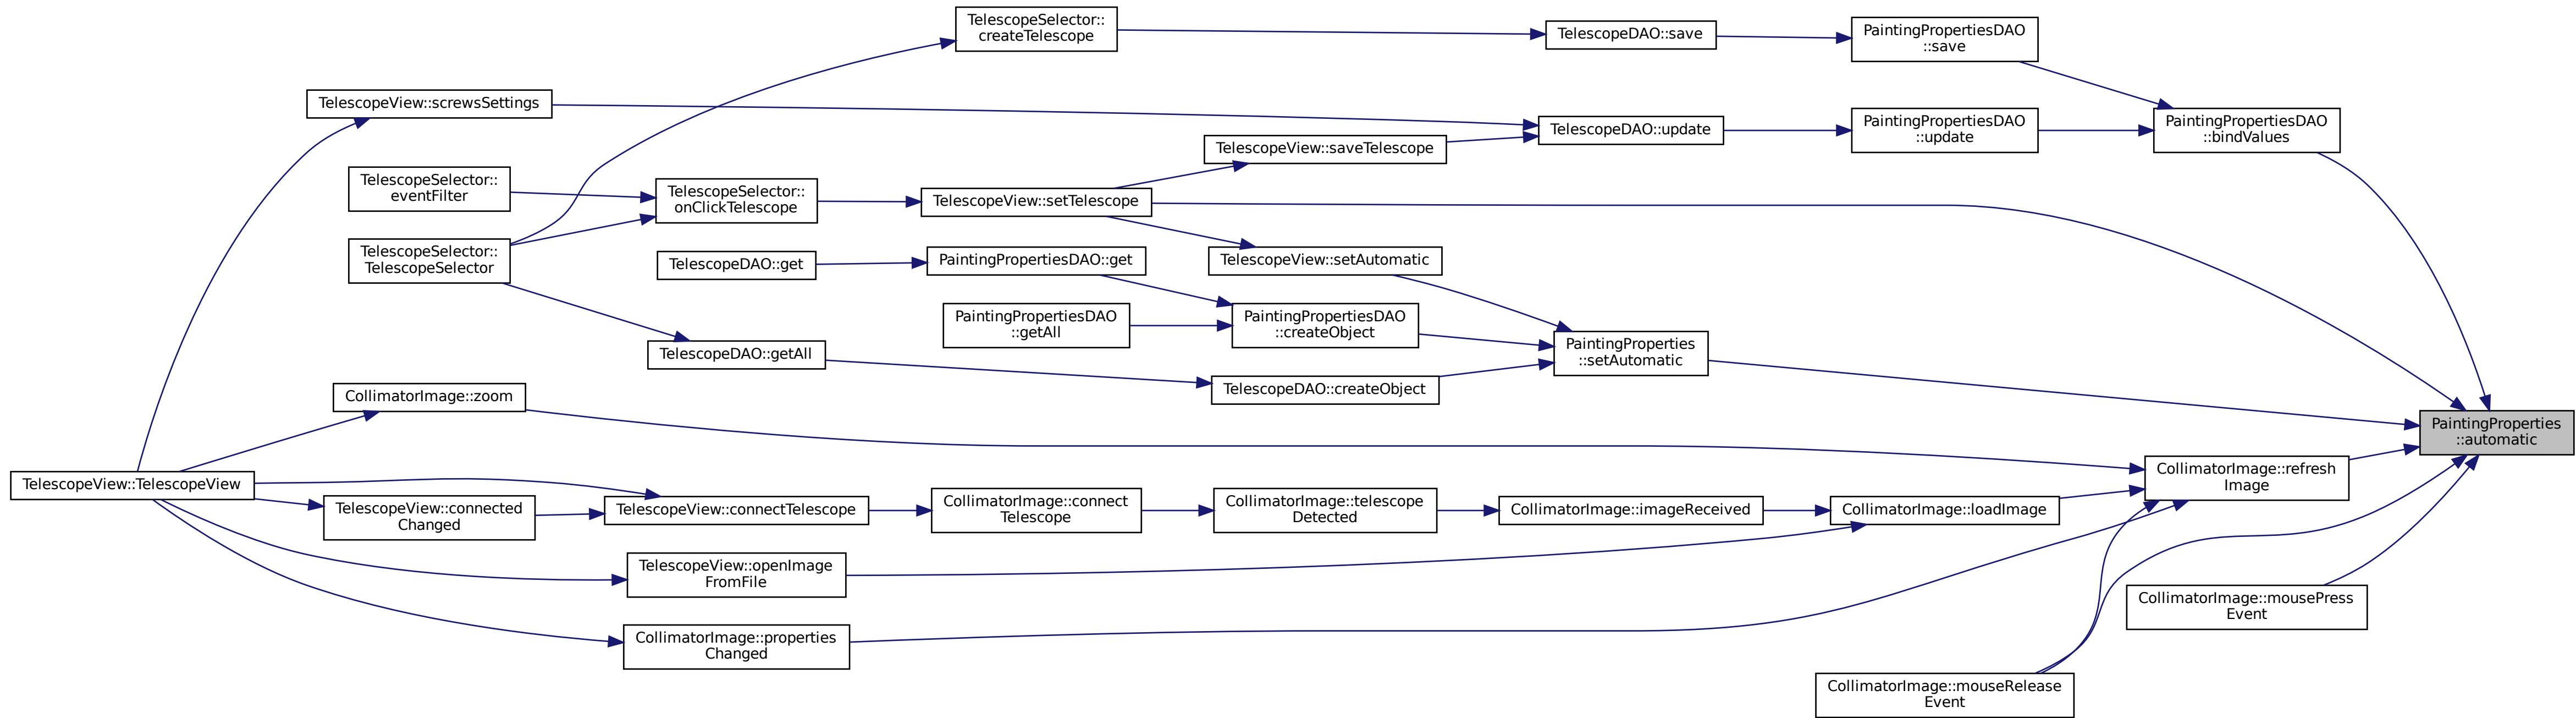 TelescopeSelector::
createTelescope
TelescopeDAO::save
PaintingPropertiesDAO
::save
TelescopeView::screwsSettings
TelescopeDAO::update
PaintingPropertiesDAO
::update
PaintingPropertiesDAO
::bindValues
TelescopeView::saveTelescope
TelescopeSelector::
eventFilter
TelescopeSelector::
onClickTelescope
TelescopeView::setTelescope
TelescopeSelector::
TelescopeSelector
TelescopeDAO::get
PaintingPropertiesDAO::get
TelescopeView::setAutomatic
PaintingPropertiesDAO
::getAll
PaintingPropertiesDAO
::createObject
PaintingProperties
::setAutomatic
TelescopeDAO::getAll
TelescopeDAO::createObject
CollimatorImage::zoom
PaintingProperties
::automatic
TelescopeView::TelescopeView
CollimatorImage::refresh
Image
TelescopeView::connected
Changed
TelescopeView::connectTelescope
CollimatorImage::connect
Telescope
CollimatorImage::telescope
Detected
CollimatorImage::imageReceived
CollimatorImage::loadImage
TelescopeView::openImage
FromFile
CollimatorImage::mousePress
Event
CollimatorImage::properties
Changed
CollimatorImage::mouseRelease
Event